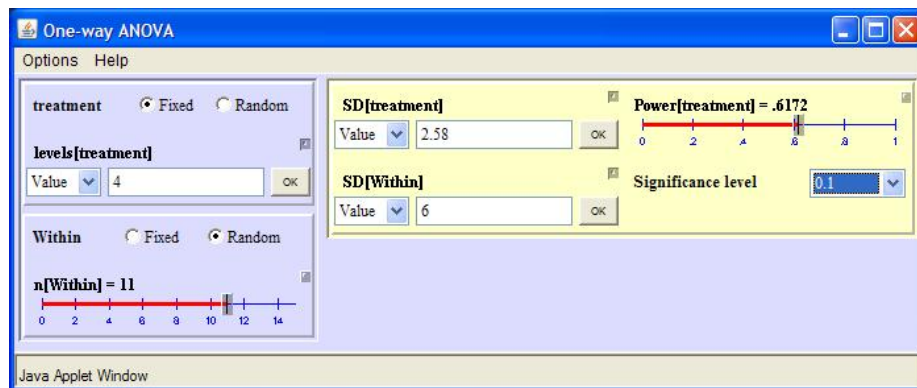 One-way ANOVA
Options Help
treatment Fixed Random
levels[treatment]
Value 4 OK
Within Fixed Random
n[Within] = 11
0 2 4 6 8 10 12 14
SD[treatment]
Value 2.58 OK
SD[Within]
Value 6 OK
Power[treatment] = .6172
0 .2 .4 .6 .8 1
Significance level 0.1
Java Applet Window